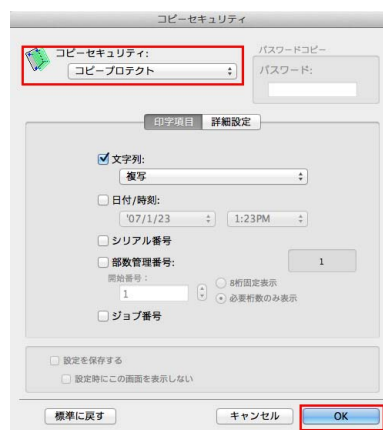 コピーセキュリティ
コピーセキュリティ:
コピープロテクト
パスワードコピー
パスワード:
印字項目 詳細設定
文字列:
複写
日付/時刻:
'07/1/23 1:23PM
シリアル番号
部数管理番号: 1
開始番号:
1
8桁固定表示
必要桁数のみ表示
ジョブ番号
設定を保存する
設定時にこの画面を表示しない
標準に戻す キャンセル OK